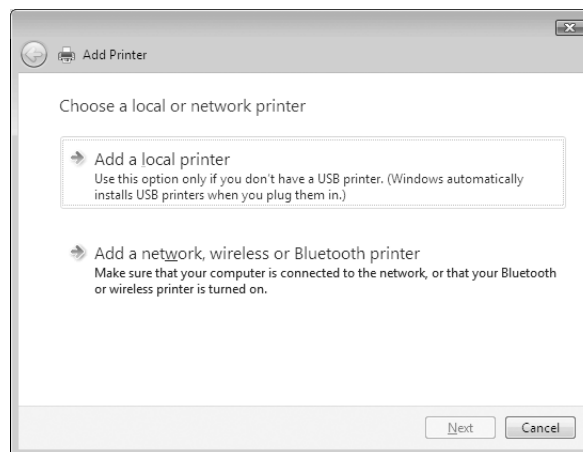 Add Printer
Choose a local or network printer
Add a local printer
Use this option only if you don't have a USB printer. (Windows automatically
installs USB printers when you plug them in.)
Add a network, wireless or Bluetooth printer
Make sure that your computer is connected to the network, or that your Bluetooth
or wireless printer is turned on.
Next
Cancel